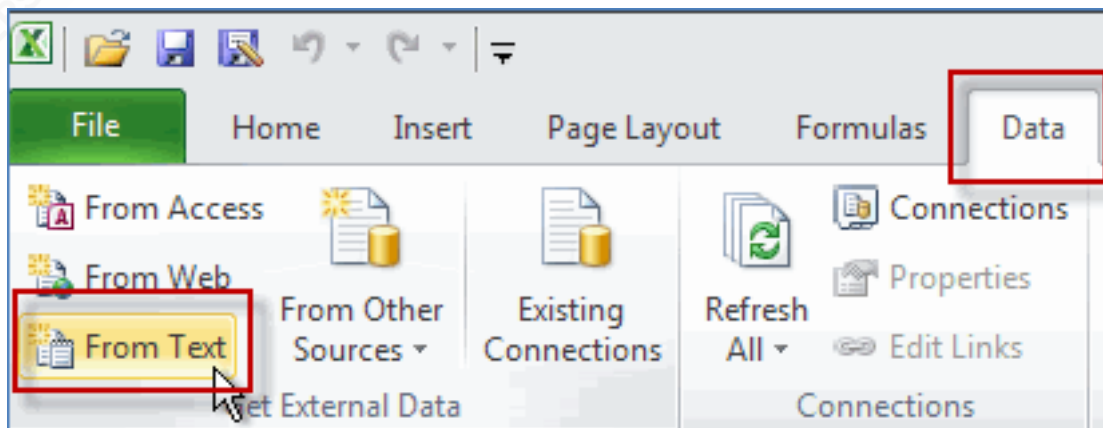 File Home Insert Page Layout Formulas Data
From Access
From Web
From Text
From Other
Sources
Existing
Connections
Get External Data
Refresh
All
Connections
Properties
Edit Links
Connections